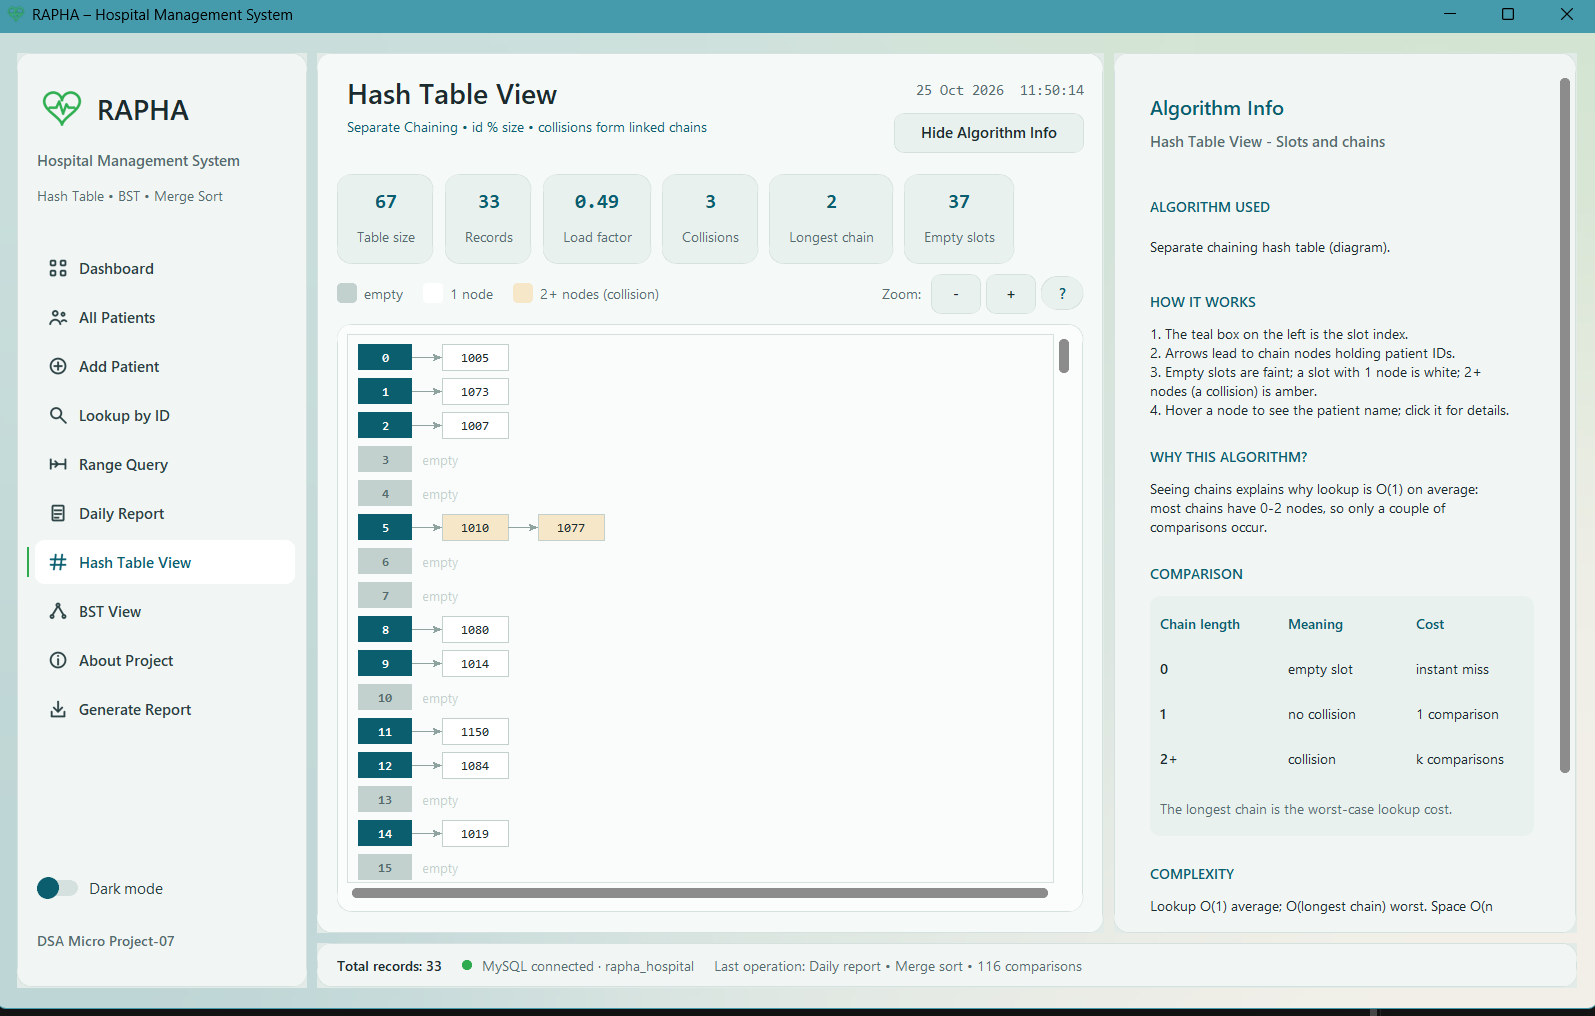 RAPHA – Hospital Management System
RAPHA
Hospital Management System
Hash Table • BST • Merge Sort
Dashboard
All Patients
Add Patient
Lookup by ID
Range Query
Daily Report
Hash Table View
BST View
About Project
Generate Report
Dark mode
DSA Micro Project-07
Hash Table View
Separate Chaining • id % size • collisions form linked chains
25 Oct 2026 11:50:14
Hide Algorithm Info
67
Table size
33
Records
0.49
Load factor
3
Collisions
2
Longest chain
37
Empty slots
empty
1 node
2+ nodes (collision)
Zoom:
-
+
?
0 1005
1 1073
2 1007
3 empty
4 empty
5 1010 1077
6 empty
7 empty
8 1080
9 1014
10 empty
11 1150
12 1084
13 empty
14 1019
15 empty
Algorithm Info
Hash Table View - Slots and chains
ALGORITHM USED
Separate chaining hash table (diagram).
HOW IT WORKS
1. The teal box on the left is the slot index.
2. Arrows lead to chain nodes holding patient IDs.
3. Empty slots are faint; a slot with 1 node is white; 2+
nodes (a collision) is amber.
4. Hover a node to see the patient name; click it for details.
WHY THIS ALGORITHM?
Seeing chains explains why lookup is O(1) on average:
most chains have 0-2 nodes, so only a couple of
comparisons occur.
COMPARISON
Chain length Meaning Cost
0 empty slot instant miss
1 no collision 1 comparison
2+ collision k comparisons
The longest chain is the worst-case lookup cost.
COMPLEXITY
Lookup O(1) average; O(longest chain) worst. Space O(n
Total records: 33
MySQL connected · rapha_hospital
Last operation: Daily report • Merge sort • 116 comparisons